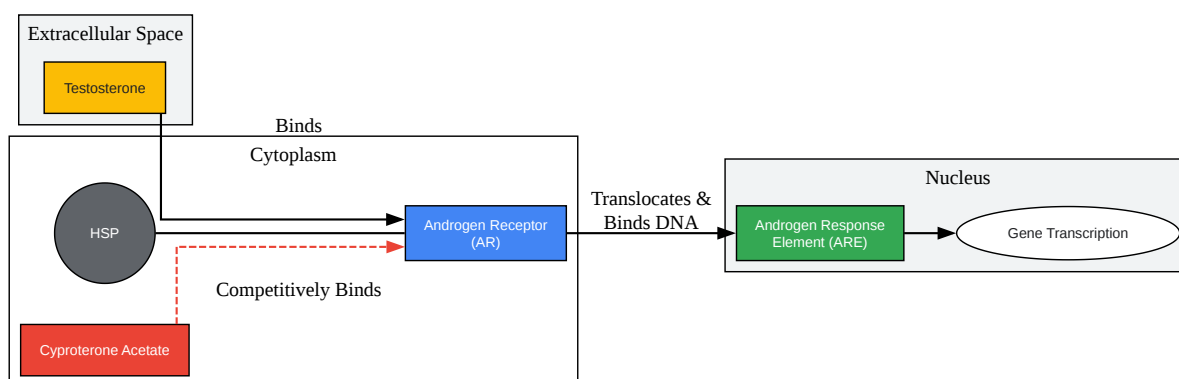 Extracellular Space
Testosterone
Binds
Cytoplasm
HSP
Androgen Receptor
(AR)
Competitively Binds
Cyproterone Acetate
Translocates &
Binds DNA
Nucleus
Androgen Response
Element (ARE)
Gene Transcription